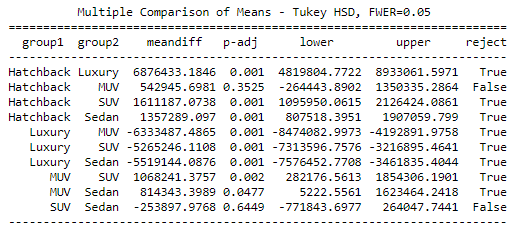 Multiple Comparison of Means - Tukey HSD, FWER=0.05
================================================================================
group1 group2 meandiff p-adj lower upper reject
--------------------------------------------------------------------------------
Hatchback Luxury 6876433.1846 0.001 4819804.7722 8933061.5971 True
Hatchback MUV 542945.6981 0.3525 -264443.8902 1350335.2864 False
Hatchback SUV 1611187.0738 0.001 1095950.0615 2126424.0861 True
Hatchback Sedan 1357289.097 0.001 807518.3951 1907059.799 True
Luxury MUV -6333487.4865 0.001 -8474082.9973 -4192891.9758 True
Luxury SUV -5265246.1108 0.001 -7313596.7576 -3216895.4641 True
Luxury Sedan -5519144.0876 0.001 -7576452.7708 -3461835.4044 True
MUV SUV 1068241.3757 0.002 282176.5613 1854306.1901 True
MUV Sedan 814343.3989 0.0477 5222.5561 1623464.2418 True
SUV Sedan -253897.9768 0.6449 -771843.6977 264047.7441 False
--------------------------------------------------------------------------------